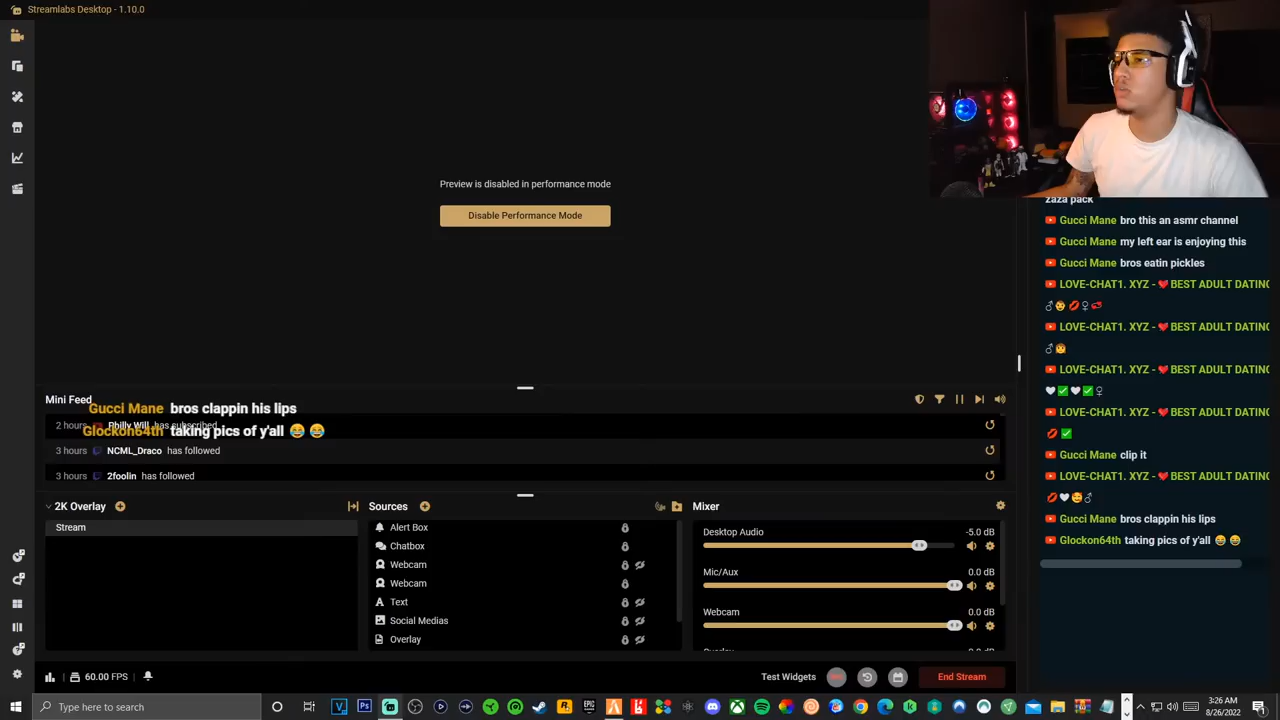 Streamlabs Desktop - 1.10.0
Preview is disabled in performance mode
Disable Performance Mode
zaza pack
Gucci Mane bro this an asmr channel
Gucci Mane my left ear is enjoying this
Gucci Mane bros eatin pickles
LOVE-CHAT1. XYZ - ❤️BEST ADULT DATING
♂️👨💋♀️💌
LOVE-CHAT1. XYZ - ❤️BEST ADULT DATING
♂️👩
LOVE-CHAT1. XYZ - ❤️BEST ADULT DATING
🤍✅🤍✅♀️
LOVE-CHAT1. XYZ - ❤️BEST ADULT DATING
💋✅
Gucci Mane clip it
LOVE-CHAT1. XYZ - ❤️BEST ADULT DATING
💋🤍🥰♂️
Gucci Mane bros clappin his lips
Glockon64th taking pics of y'all 😂😂
Mini Feed
Gucci Mane bros clappin his lips
2 hours Philly Will has subscribed
Glockon64th taking pics of y'all 😂😂
3 hours NCML_Draco has followed
3 hours 2foolin has followed
2K Overlay
Stream
Sources
Alert Box
Chatbox
Webcam
Webcam
Text
Social Medias
Overlay
Mixer
Desktop Audio -5.0 dB
Mic/Aux 0.0 dB
Webcam 0.0 dB
60.00 FPS
Test Widgets
End Stream
Type here to search
3:26 AM
8/26/2022